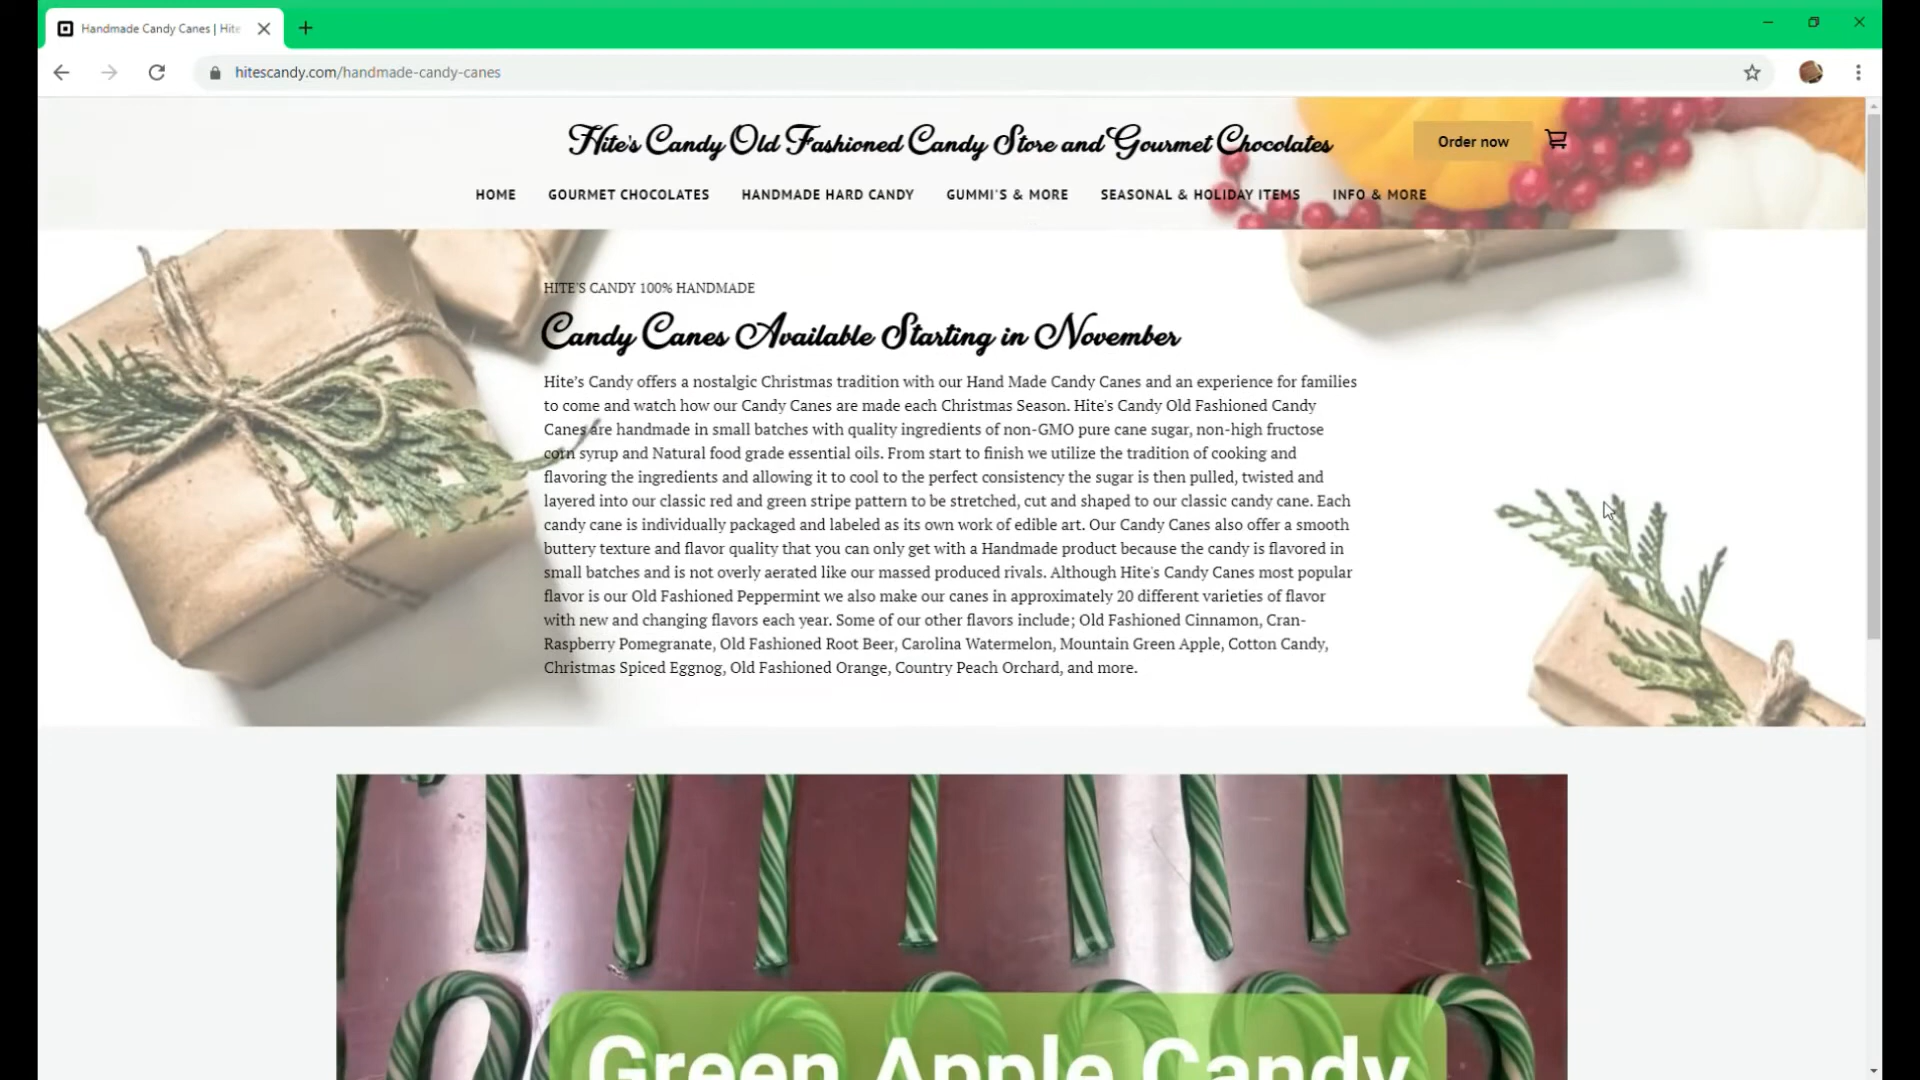 Handmade Candy Canes | Hite
hitescandy.com/handmade-candy-canes
Hite's Candy Old Fashioned Candy Store and Gourmet Chocolates
Order now
HOME GOURMET CHOCOLATES HANDMADE HARD CANDY GUMMI'S & MORE SEASONAL & HOLIDAY ITEMS INFO & MORE
HITE'S CANDY 100% HANDMADE
Candy Canes Available Starting in November
Hite's Candy offers a nostalgic Christmas tradition with our Hand Made Candy Canes and an experience for families
to come and watch how our Candy Canes are made each Christmas Season. Hite's Candy Old Fashioned Candy
Canes are handmade in small batches with quality ingredients of non-GMO pure cane sugar, non-high fructose
corn syrup and Natural food grade essential oils. From start to finish we utilize the tradition of cooking and
flavoring the ingredients and allowing it to cool to the perfect consistency the sugar is then pulled, twisted and
layered into our classic red and green stripe pattern to be stretched, cut and shaped to our classic candy cane. Each
candy cane is individually packaged and labeled as its own work of edible art. Our Candy Canes also offer a smooth
buttery texture and flavor quality that you can only get with a Handmade product because the candy is flavored in
small batches and is not overly aerated like our massed produced rivals. Although Hite's Candy Canes most popular
flavor is our Old Fashioned Peppermint we also make our canes in approximately 20 different varieties of flavor
with new and changing flavors each year. Some of our other flavors include; Old Fashioned Cinnamon, Cran-
Raspberry Pomegranate, Old Fashioned Root Beer, Carolina Watermelon, Mountain Green Apple, Cotton Candy,
Christmas Spiced Eggnog, Old Fashioned Orange, Country Peach Orchard, and more.
Green Apple Candy